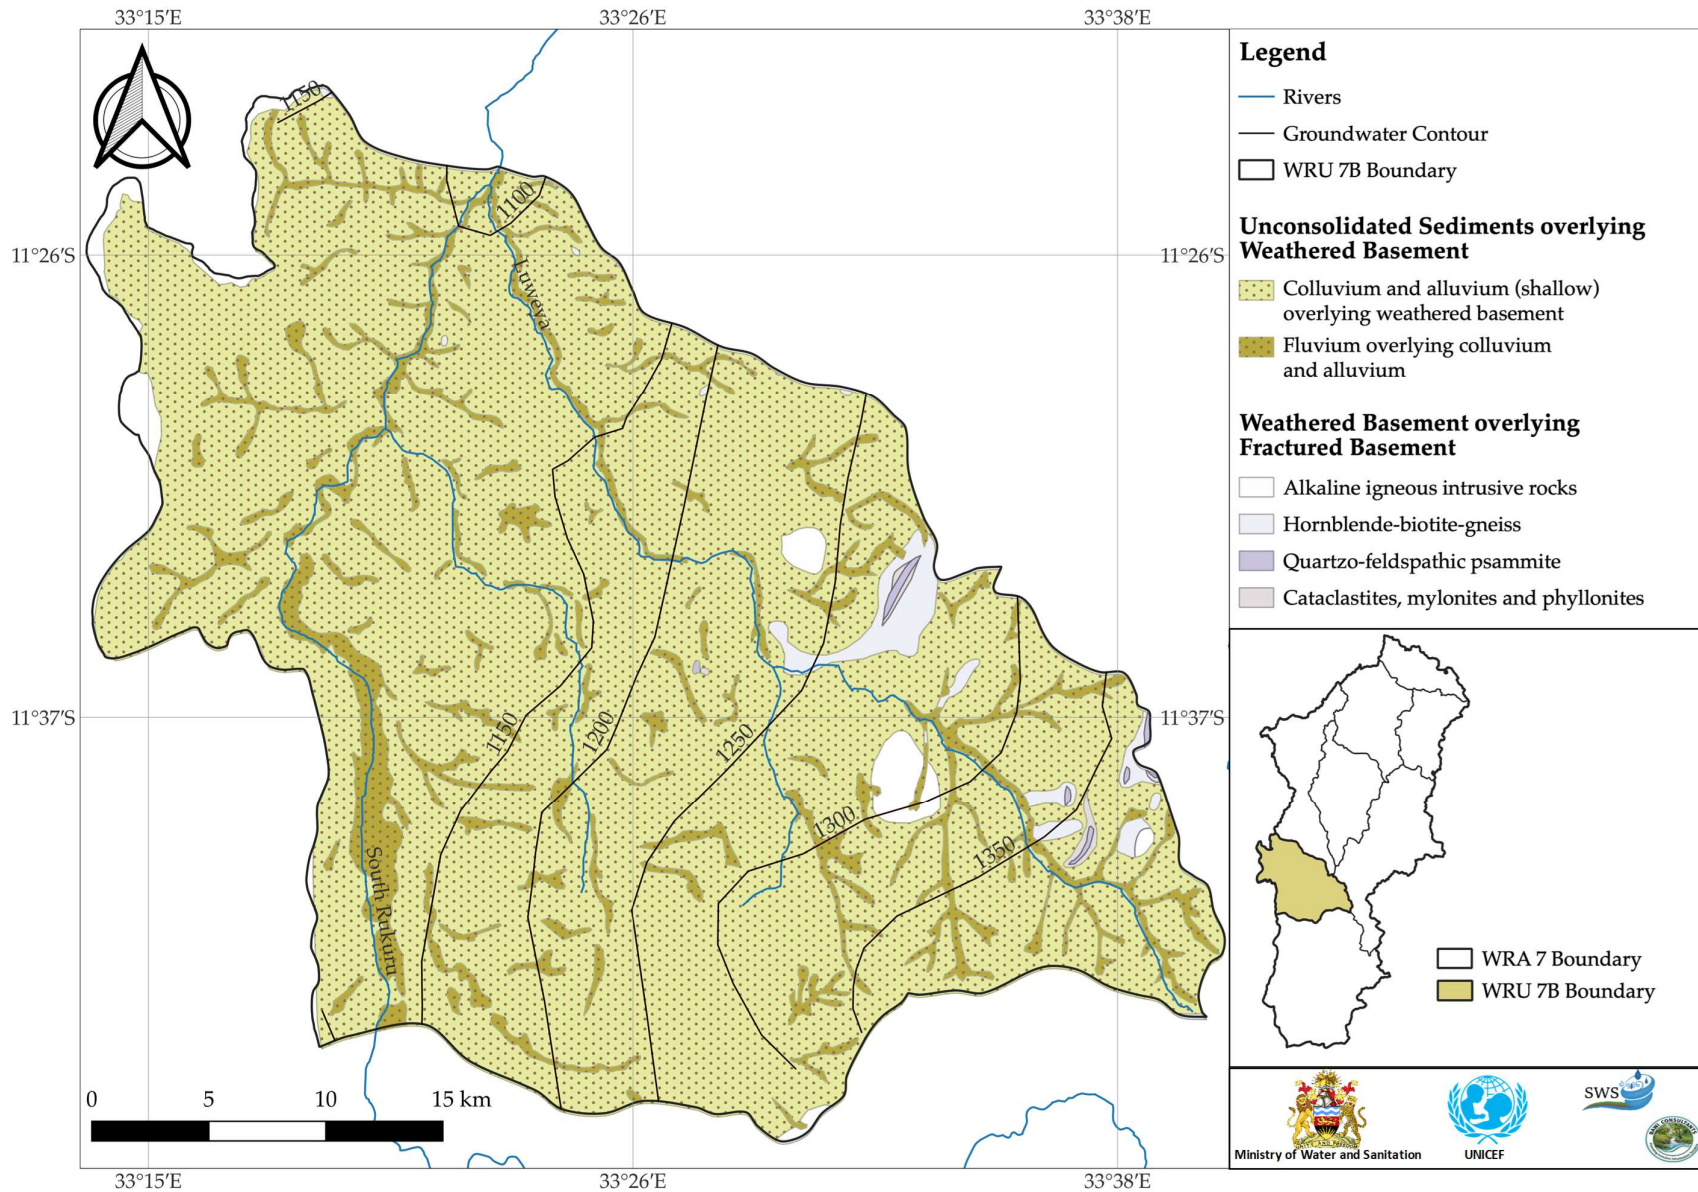 33°15′E
33°26′E
33°38′E
11°26′S
11°26′S
11°37′S
11°37′S
33°15′E
33°26′E
33°38′E
1150
1100
Luweya
1150
1200
1250
1300
1350
South Rukuru
0 5 10 15 km
Legend
Rivers
Groundwater Contour
WRU 7B Boundary
Unconsolidated Sediments overlying
Weathered Basement
Colluvium and alluvium (shallow)
overlying weathered basement
Fluvium overlying colluvium
and alluvium
Weathered Basement overlying
Fractured Basement
Alkaline igneous intrusive rocks
Hornblende-biotite-gneiss
Quartzo-feldspathic psammite
Cataclastites, mylonites and phyllonites
WRA 7 Boundary
WRU 7B Boundary
Ministry of Water and Sanitation
UNICEF
SWS